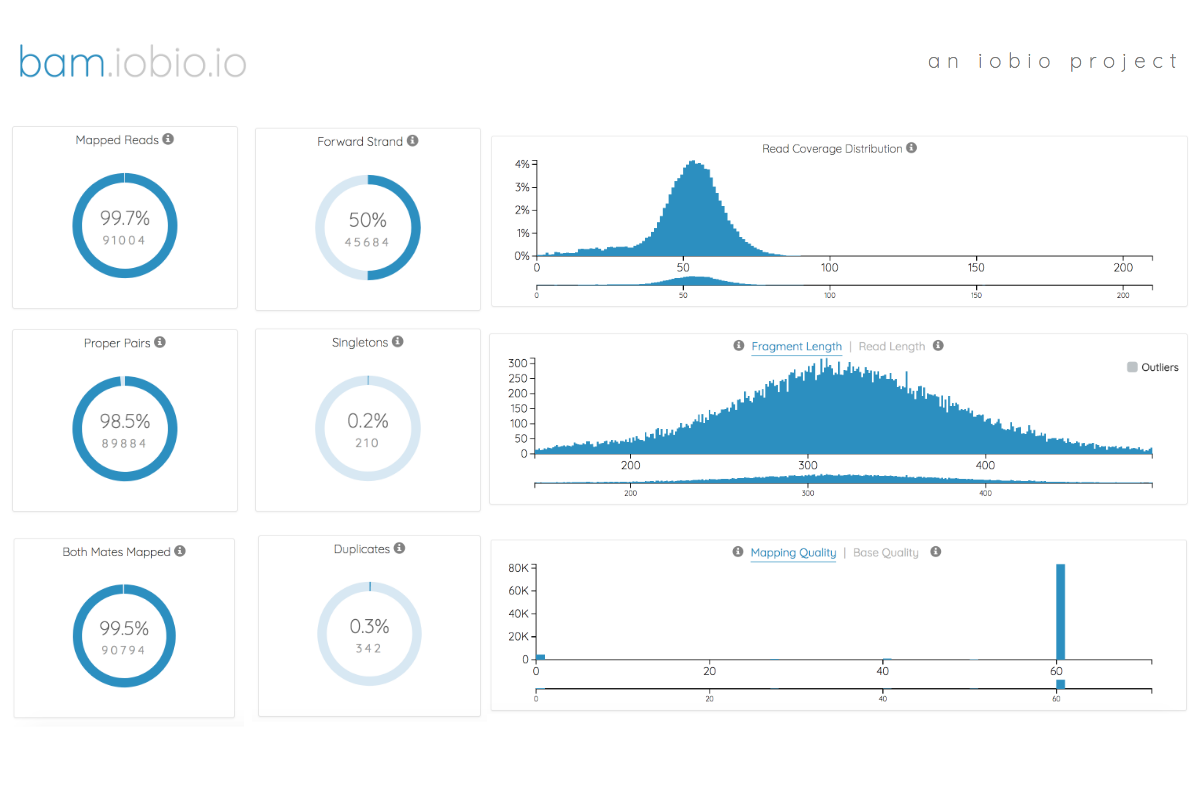 bam.iobio.io
an iobio project
Mapped Reads
99.7%
91004
Forward Strand
50%
45684
Read Coverage Distribution
4%
3%
2%
1%
0%
0 50 100 150 200
0 50 100 150 200
Proper Pairs
98.5%
89884
Singletons
0.2%
210
Fragment Length | Read Length
Outliers
300
250
200
150
100
50
0
200 300 400
200 300 400
Both Mates Mapped
99.5%
90794
Duplicates
0.3%
342
Mapping Quality | Base Quality
80K
60K
40K
20K
0
0 20 40 60
0 20 40 60